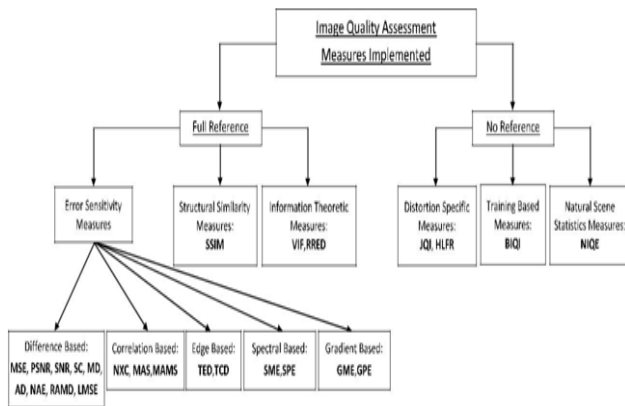 Image Quality Assessment
Measures Implemented
Full Reference
No Reference
Error Sensitivity
Measures
Structural Similarity
Measures:
SSIM
Information Theoretic
Measures:
VIF,RRED
Distortion Specific
Measures:
JQI, HLFR
Training Based
Measures:
BIQI
Natural Scene
Statistics Measures:
NIQE
Difference Based:
MSE, PSNR, SNR, SC, MD,
AD, NAE, RAMD, LMSE
Correlation Based:
NXC, MAS,MAMS
Edge Based:
TED,TCD
Spectral Based:
SME,SPE
Gradient Based:
GME,GPE